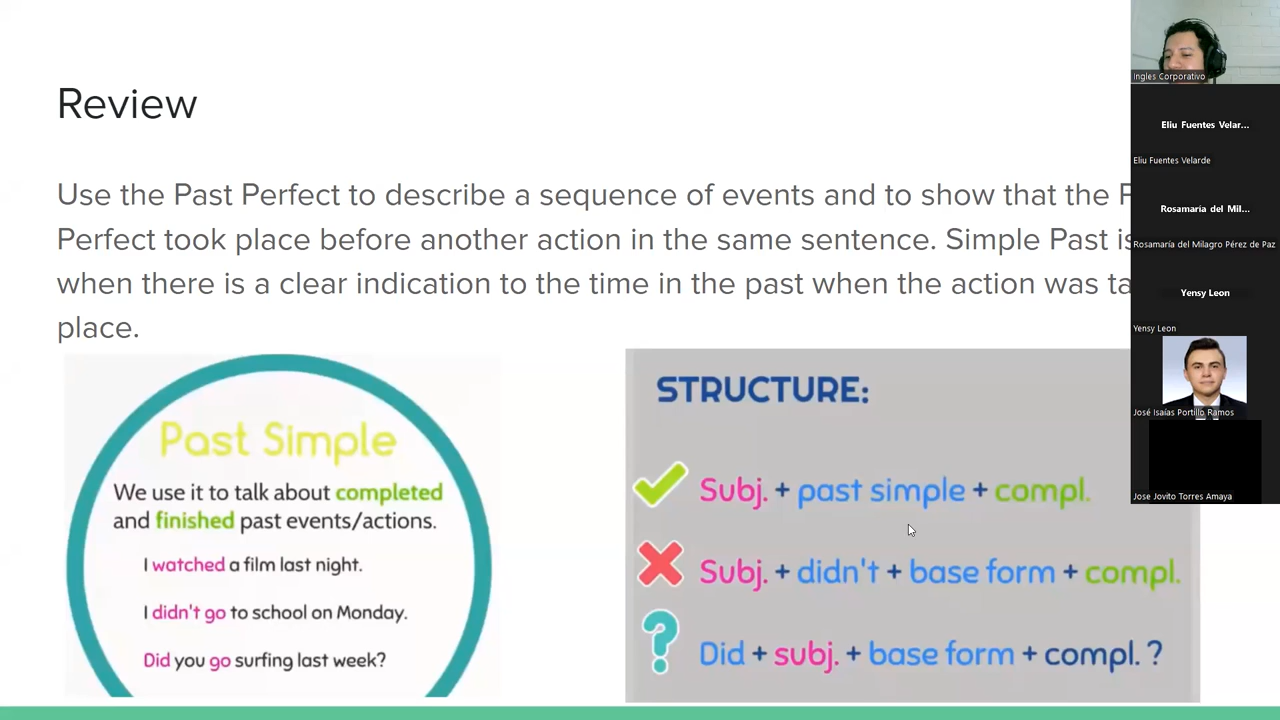 Review
Use the Past Perfect to describe a sequence of events and to show that the
Perfect took place before another action in the same sentence. Simple Past
when there is a clear indication to the time in the past when the action was
place.
Past Simple
We use it to talk about completed
and finished past events/actions.
I watched a film last night.
I didn't go to school on Monday.
Did you go surfing last week?
STRUCTURE:
Subj. + past simple + compl.
Subj. + didn't + base form + compl.
Did + subj. + base form + compl. ?
Ingles Corporativo
Eliu Fuentes Velar...
Eliu Fuentes Velarde
Rosamaría del Mil...
Rosamaría del Milagro Pérez de Paz
Yensy Leon
Yensy Leon
José Isaías Portillo Ramos
Jose Jovito Torres Amaya